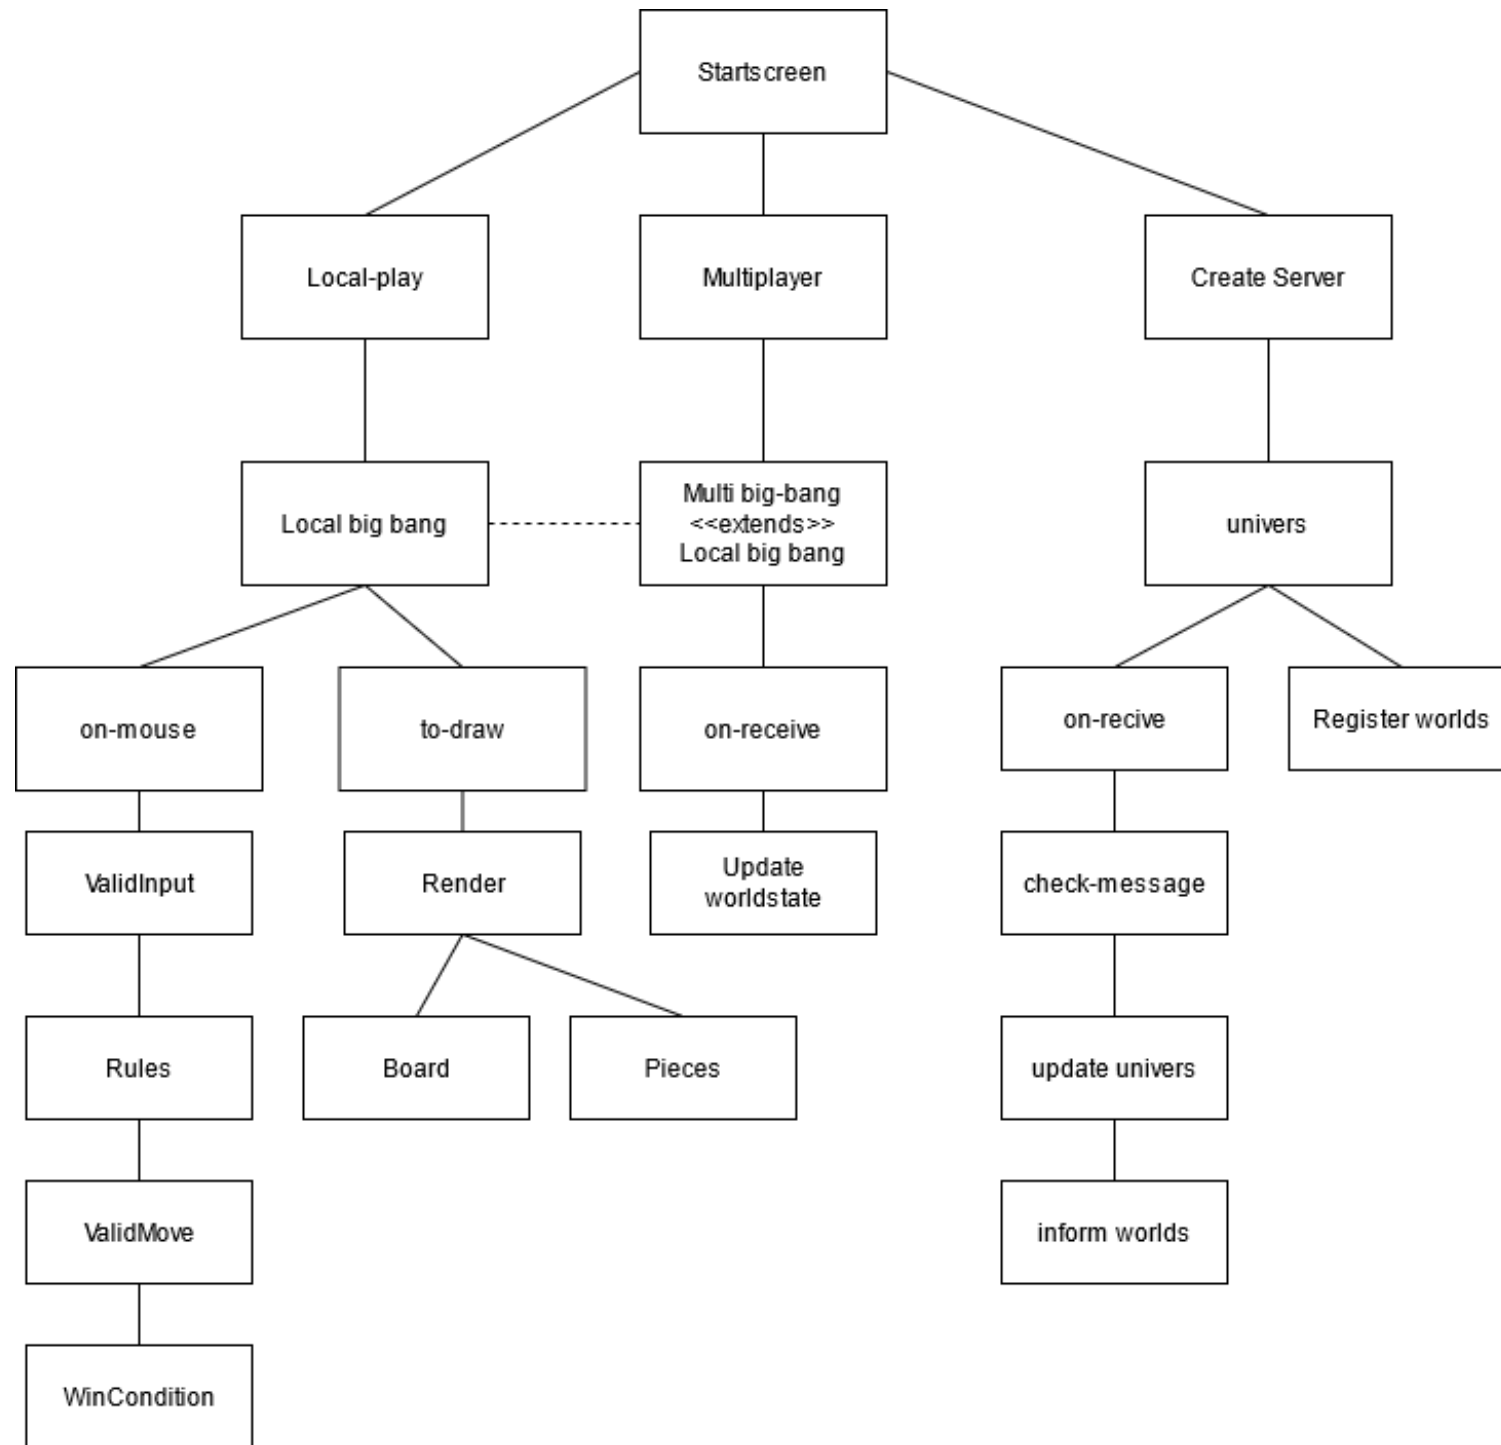 Startscreen
Local-play
Multiplayer
Create Server
Local big bang
Multi big-bang
<<extends>>
Local big bang
univers
on-mouse
to-draw
on-receive
on-recive
Register worlds
ValidInput
Render
Update
worldstate
check-message
Rules
Board
Pieces
update univers
ValidMove
inform worlds
WinCondition